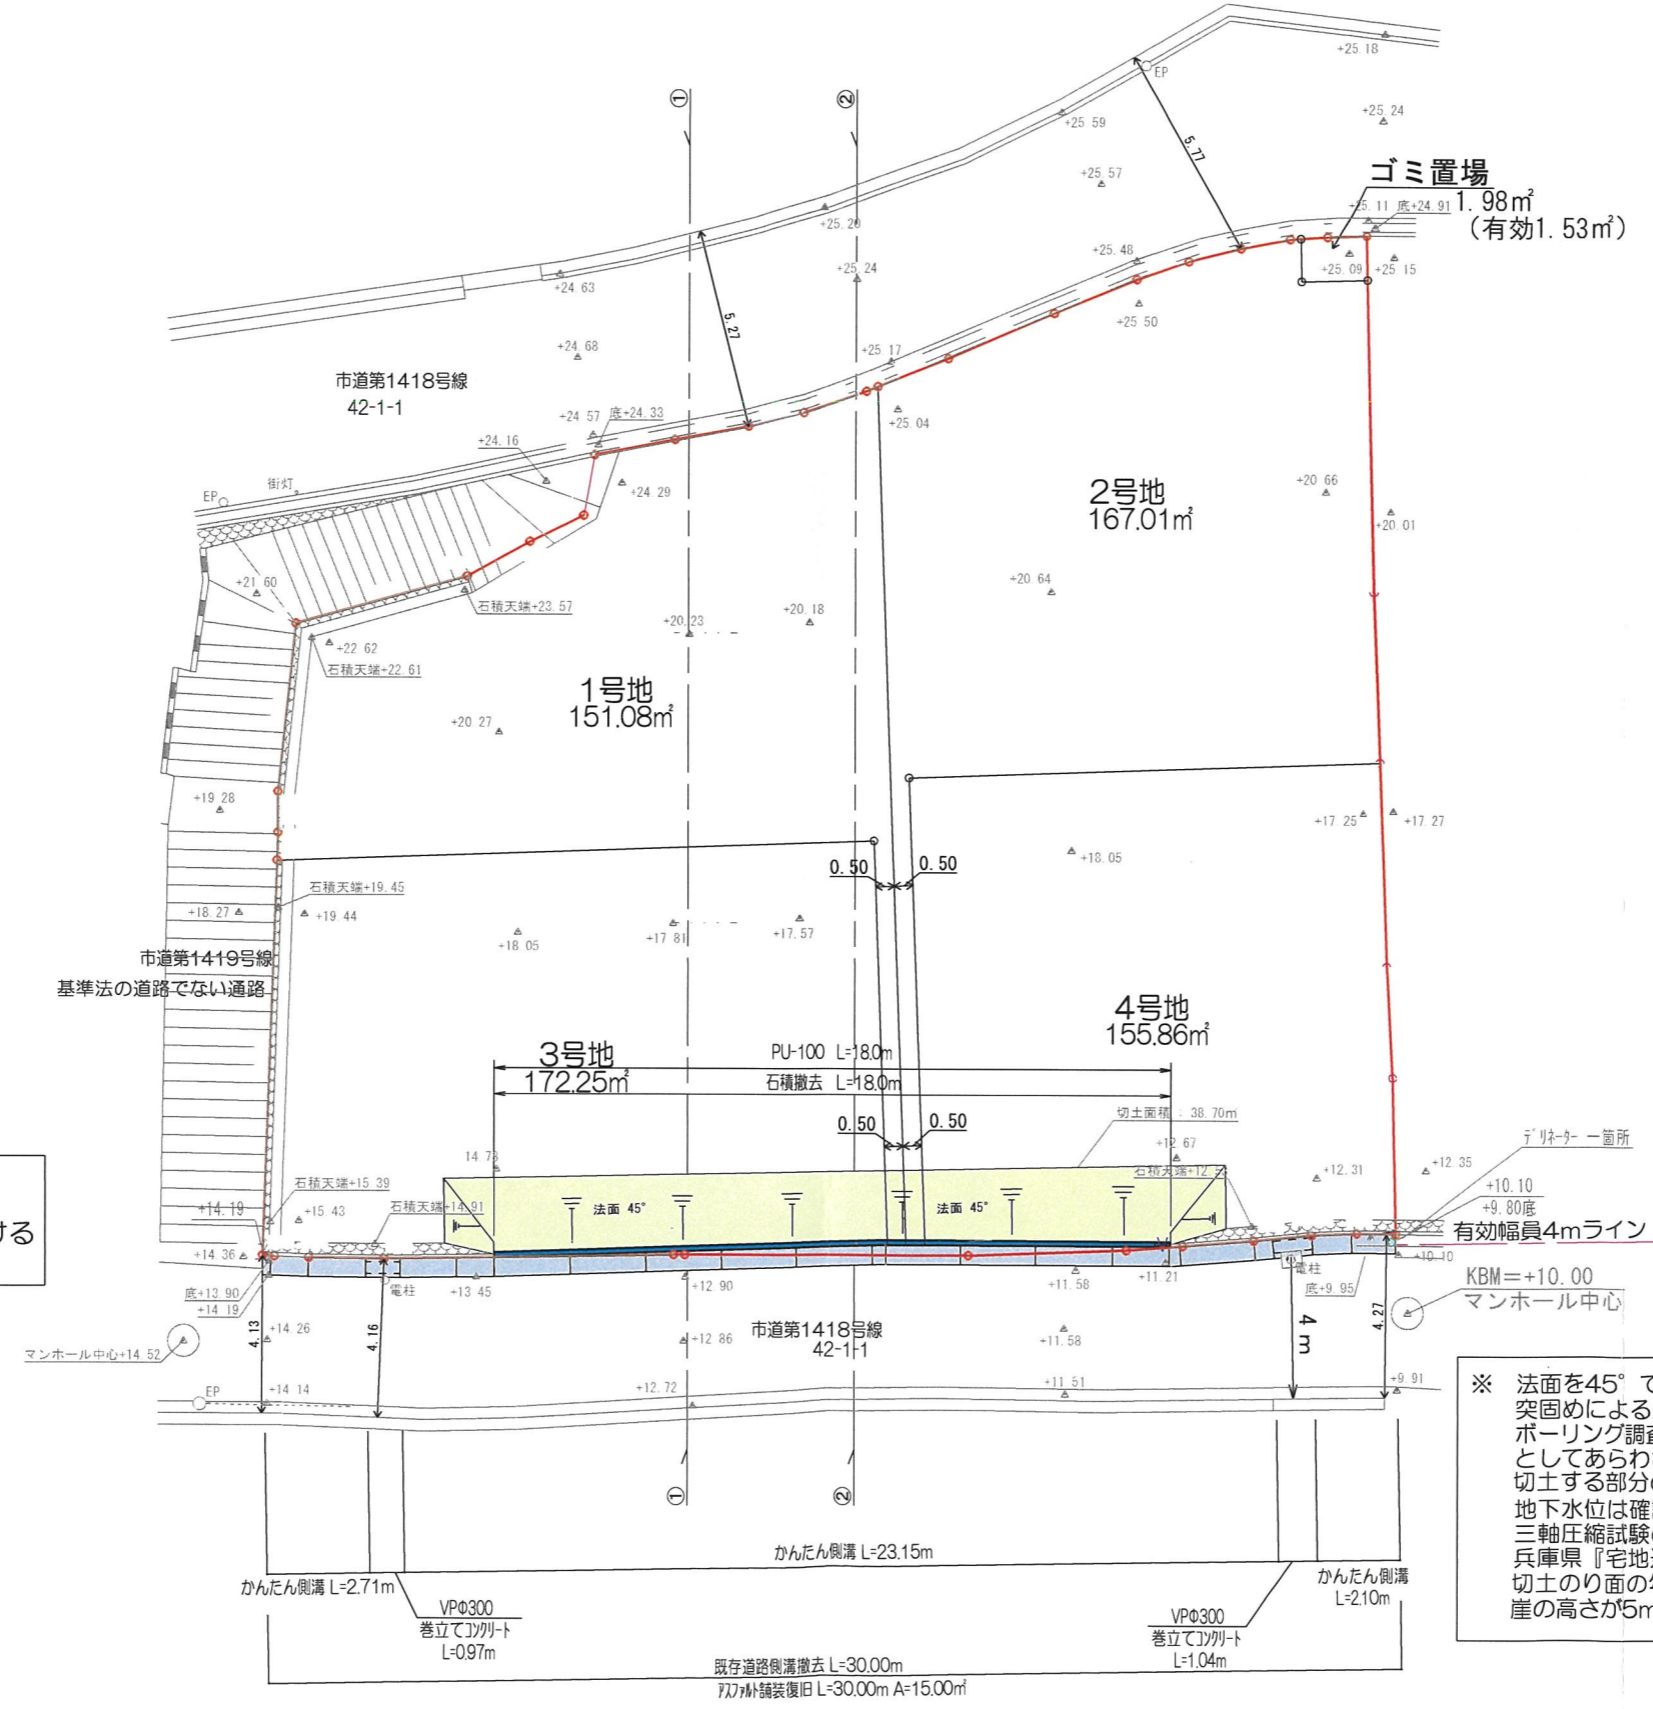 +25.18
①
②
EP
+25.59
+25.24
5.77
+25.57
ゴミ置場
1.98㎡
(有効1.53㎡)
+25.11 底+24.91
+25.20
+25.48
+25.09
+25.15
+24.63
+25.24
5.27
+25.50
+24.68
+25.17
市道第1418号線
42-1-1
+24.57 底+24.33
+25.04
+24.16
街灯
EP
+24.29
2号地
167.01㎡
+20.66
+20.01
+21.60
+20.64
石積天端+23.57
+20.23
+20.18
+22.62
石積天端+22.61
1号地
151.08㎡
+20.27
+19.28
+17.25
+17.27
0.50
0.50
+18.05
石積天端+19.45
+18.27
+19.44
+18.05
+17.81
+17.57
市道第1419号線
基準法の道路でない通路
4号地
155.86㎡
3号地
172.25㎡
PU-100 L=18.0m
石積撤去 L=18.0m
切土面積 : 38.70㎡
0.50
0.50
デリネーター 一箇所
+12.67
+12.35
+12.31
石積天端+15.39
+10.10
+9.80底
+14.19
+15.43
石積天端+14.91
法面 45°
法面 45°
有効幅員4mライン
ける
+14.36
+10.10
底+13.90
+14.19
電柱
+13.45
+12.90
+11.58
+11.21
電柱
底+9.95
KBM=+10.00
マンホール中心
4.13
+14.26
4.16
+12.86
市道第1418号線
42-1-1
+11.58
4m
4.27
マンホール中心+14.52
EP
+14.14
+12.72
+11.51
+9.91
①
②
※ 法面を45°で
突固めによる
ボーリング調査
としてあらわ
切土する部分の
地下水位は確認
三軸圧縮試験の
兵庫県『宅地造
切土のり面の勾
崖の高さが5m
かんたん側溝 L=2.71m
かんたん側溝 L=23.15m
かんたん側溝
L=2.10m
VPΦ300
巻立てコンクリート
L=0.97m
VPΦ300
巻立てコンクリート
L=1.04m
既存道路側溝撤去 L=30.00m
アスファルト舗装復旧 L=30.00m A=15.00㎡